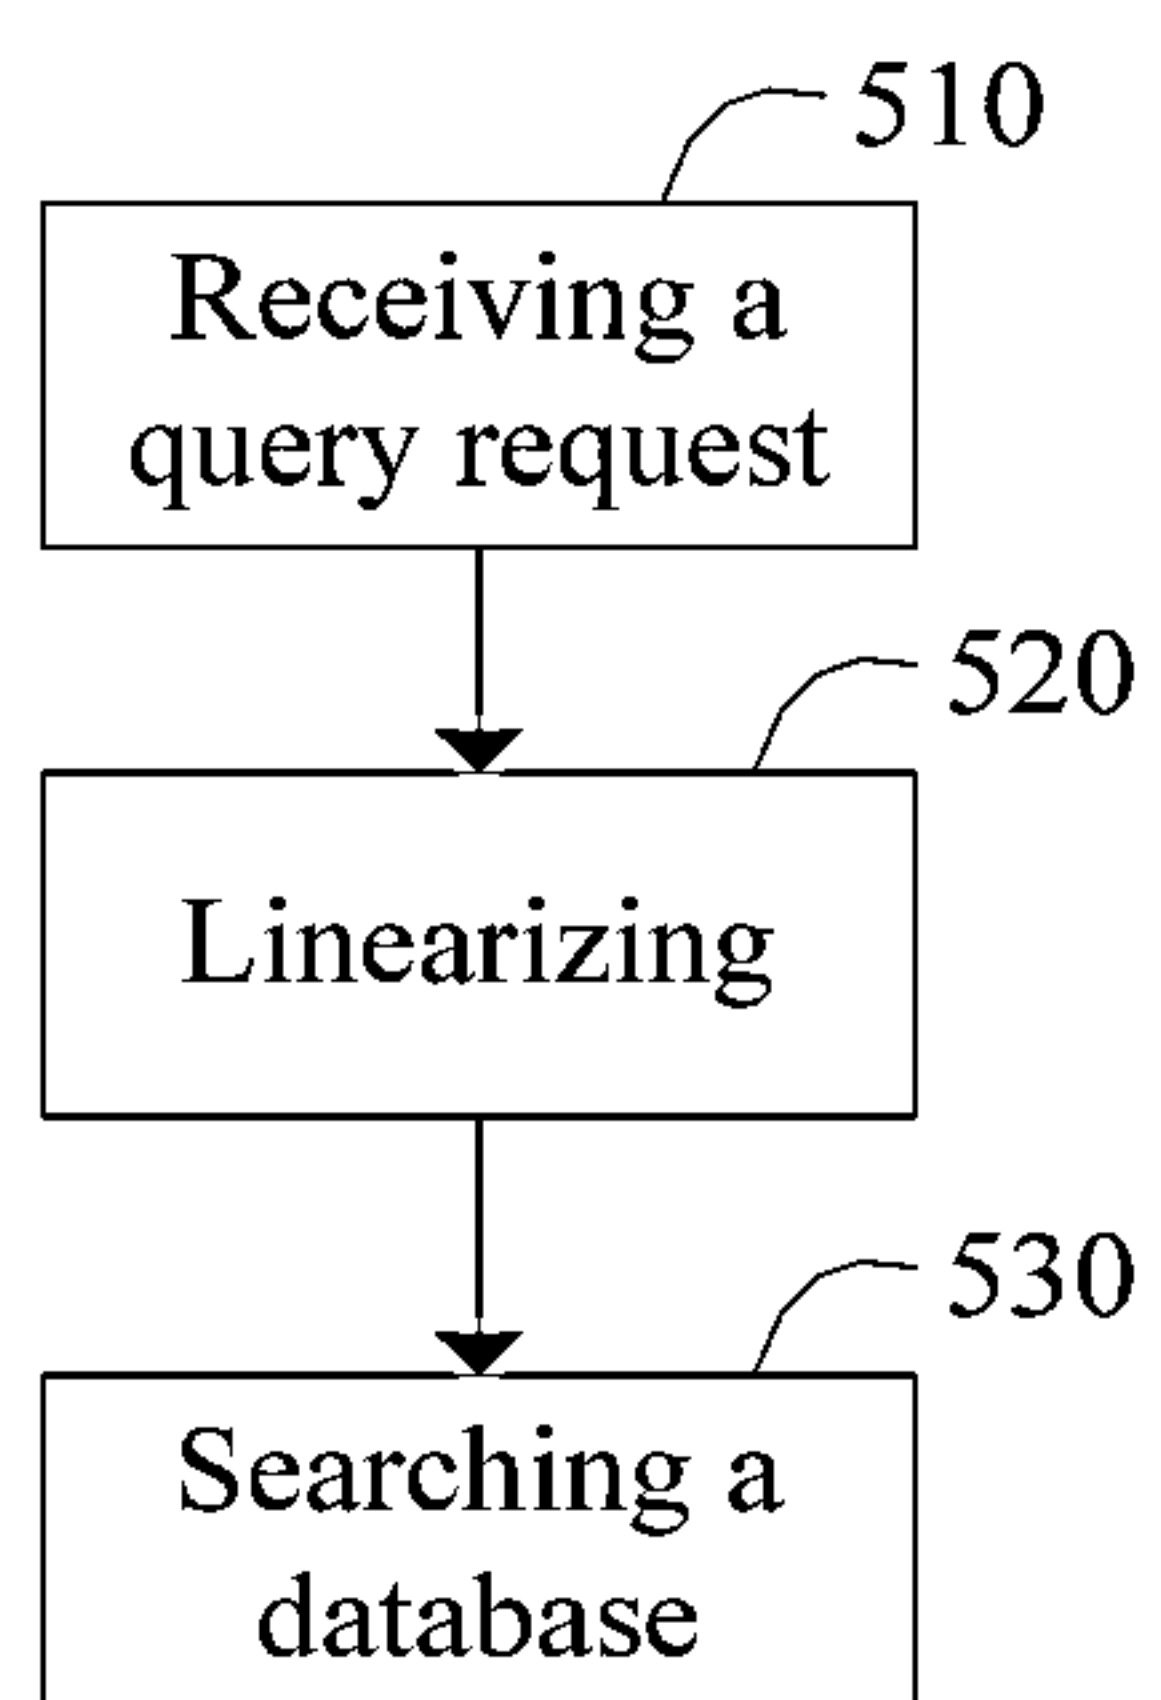 510
Receiving a
query request
520
Linearizing
530
Searching a
database